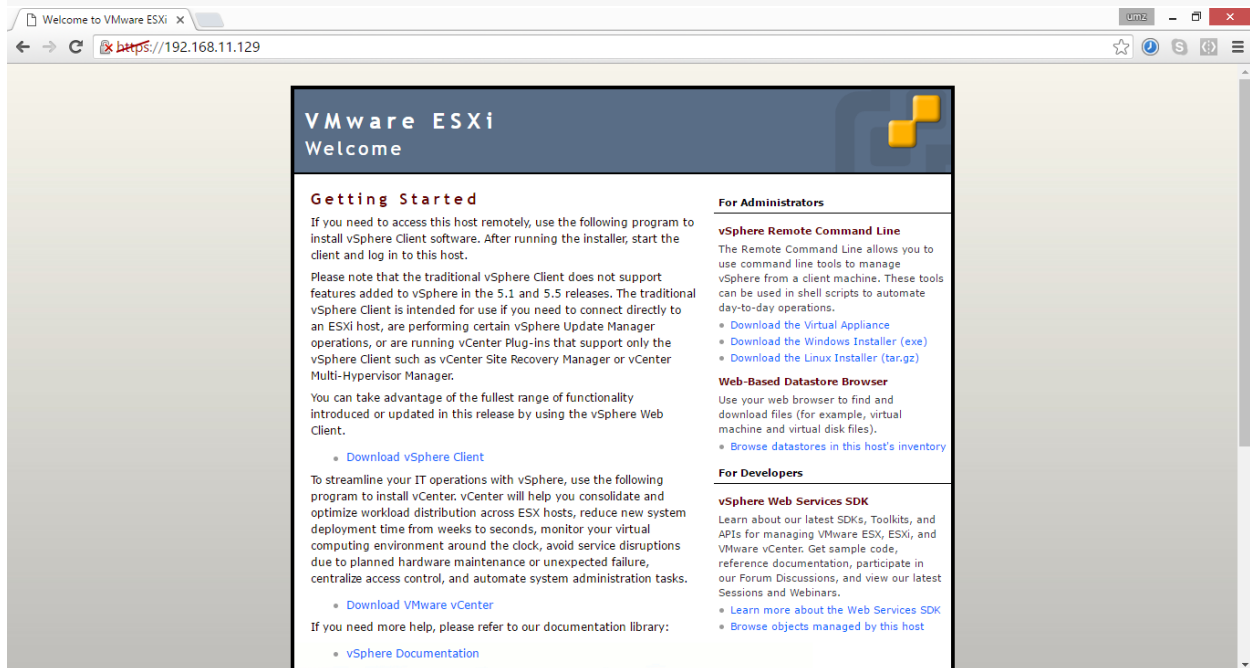 Welcome to VMware ESXi
umz
https://192.168.11.129
VMware ESXi
Welcome
Getting Started
If you need to access this host remotely, use the following program to
install vSphere Client software. After running the installer, start the
client and log in to this host.
Please note that the traditional vSphere Client does not support
features added to vSphere in the 5.1 and 5.5 releases. The traditional
vSphere Client is intended for use if you need to connect directly to
an ESXi host, are performing certain vSphere Update Manager
operations, or are running vCenter Plug-ins that support only the
vSphere Client such as vCenter Site Recovery Manager or vCenter
Multi-Hypervisor Manager.
You can take advantage of the fullest range of functionality
introduced or updated in this release by using the vSphere Web
Client.
Download vSphere Client
To streamline your IT operations with vSphere, use the following
program to install vCenter. vCenter will help you consolidate and
optimize workload distribution across ESX hosts, reduce new system
deployment time from weeks to seconds, monitor your virtual
computing environment around the clock, avoid service disruptions
due to planned hardware maintenance or unexpected failure,
centralize access control, and automate system administration tasks.
Download VMware vCenter
If you need more help, please refer to our documentation library:
vSphere Documentation
For Administrators
vSphere Remote Command Line
The Remote Command Line allows you to
use command line tools to manage
vSphere from a client machine. These tools
can be used in shell scripts to automate
day-to-day operations.
Download the Virtual Appliance
Download the Windows Installer (exe)
Download the Linux Installer (tar.gz)
Web-Based Datastore Browser
Use your web browser to find and
download files (for example, virtual
machine and virtual disk files).
Browse datastores in this host's inventory
For Developers
vSphere Web Services SDK
Learn about our latest SDKs, Toolkits, and
APIs for managing VMware ESX, ESXi, and
VMware vCenter. Get sample code,
reference documentation, participate in
our Forum Discussions, and view our latest
Sessions and Webinars.
Learn more about the Web Services SDK
Browse objects managed by this host